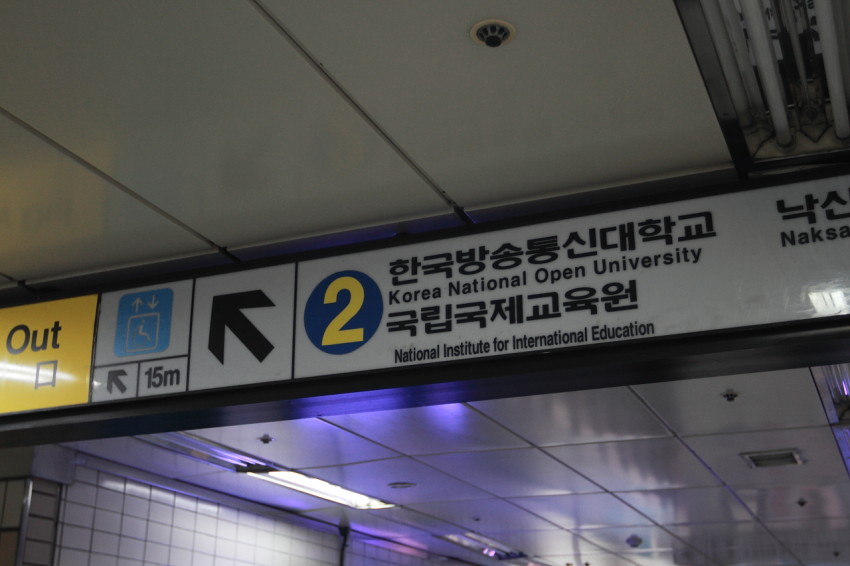 Out
15m
2
한국방송통신대학교
Korea National Open University
국립국제교육원
National Institute for International Education
낙산
Naksa